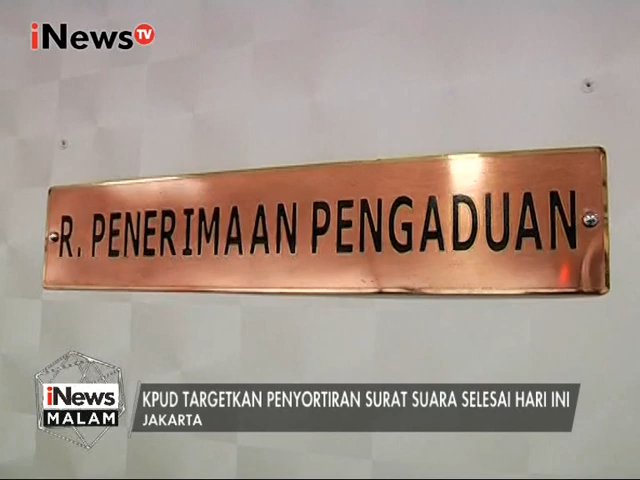 iNews TV
R. PENERIMAAN PENGADUAN
iNews
MALAM
KPUD TARGETKAN PENYORTIRAN SURAT SUARA SELESAI HARI INI
JAKARTA